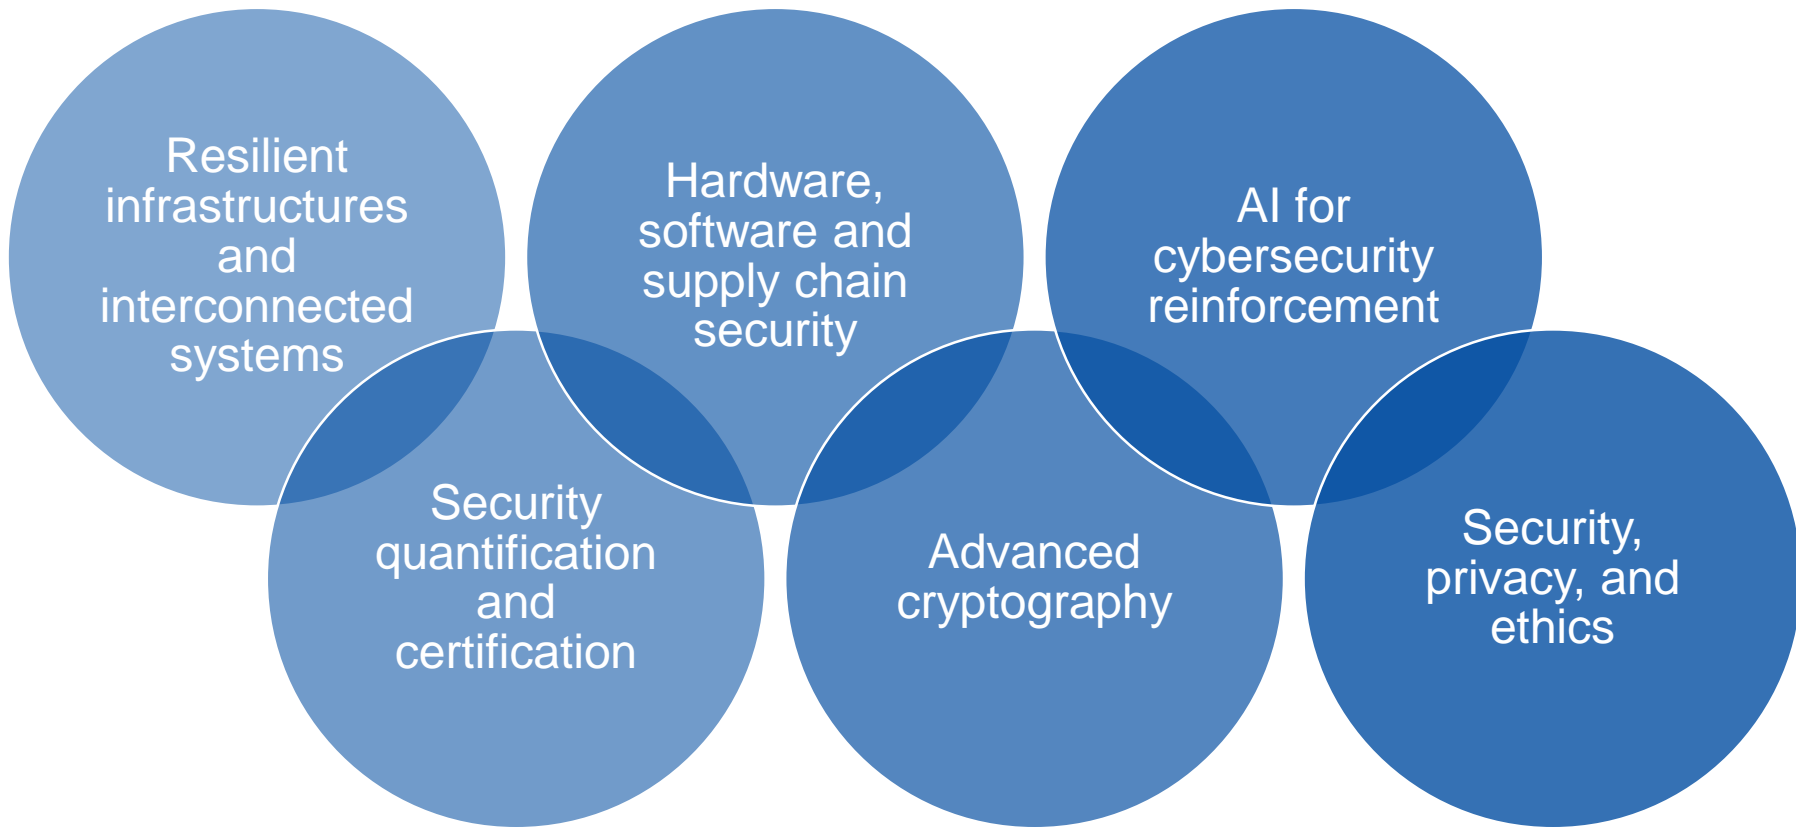 Resilient
infrastructures
and
interconnected
systems
Hardware,
software and
supply chain
security
AI for
cybersecurity
reinforcement
Security
quantification
and
certification
Advanced
cryptography
Security,
privacy, and
ethics